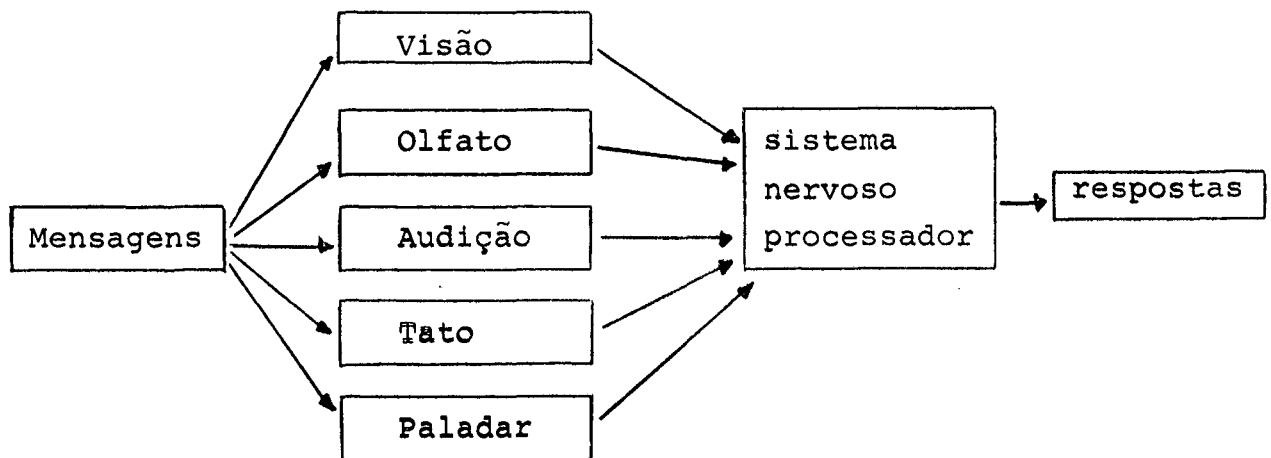 Mensagens
Visão
Olfato
Audição
Tato
Paladar
sistema
nervoso
processador
respostas